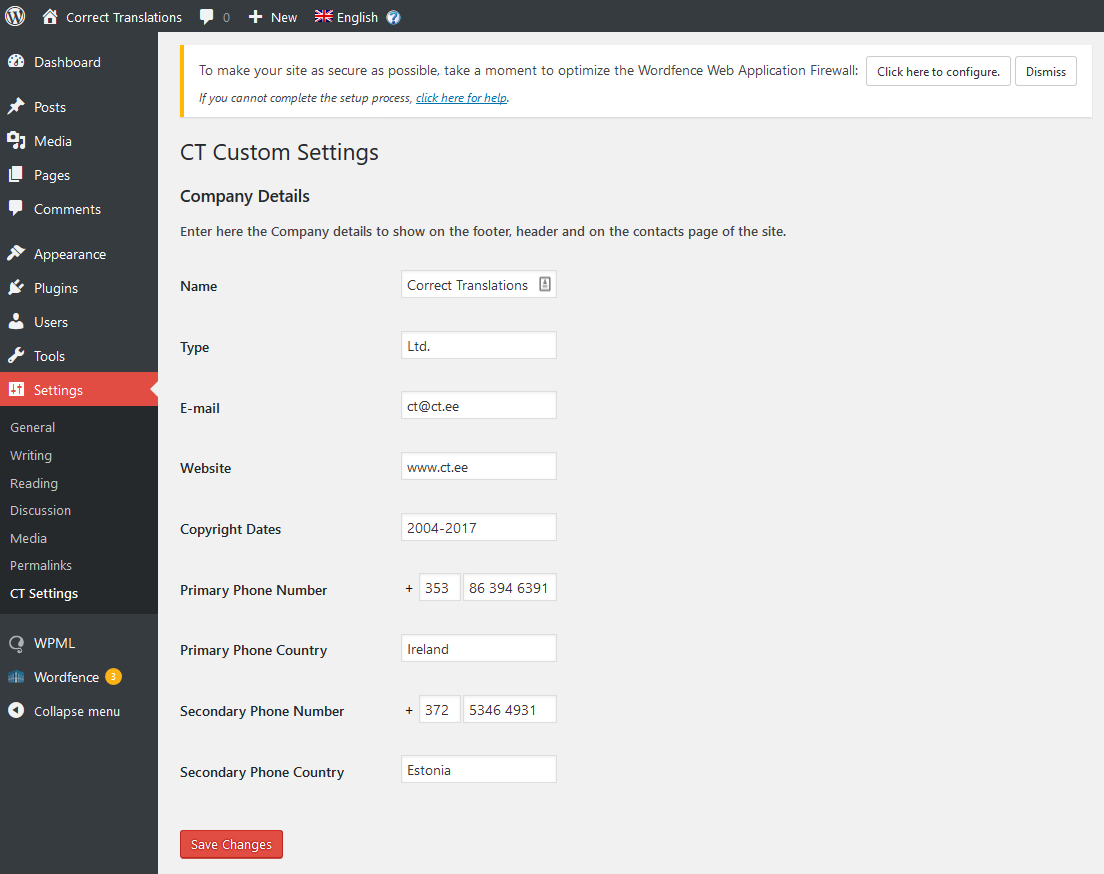 Correct Translations 0 New English
Dashboard
Posts
Media
Pages
Comments
Appearance
Plugins
Users
Tools
Settings
General
Writing
Reading
Discussion
Media
Permalinks
CT Settings
WPML
Wordfence 3
Collapse menu
To make your site as secure as possible, take a moment to optimize the Wordfence Web Application Firewall: Click here to configure. Dismiss
If you cannot complete the setup process, click here for help.
CT Custom Settings
Company Details
Enter here the Company details to show on the footer, header and on the contacts page of the site.
Name Correct Translations
Type Ltd.
E-mail ct@ct.ee
Website www.ct.ee
Copyright Dates 2004-2017
Primary Phone Number + 353 86 394 6391
Primary Phone Country Ireland
Secondary Phone Number + 372 5346 4931
Secondary Phone Country Estonia
Save Changes